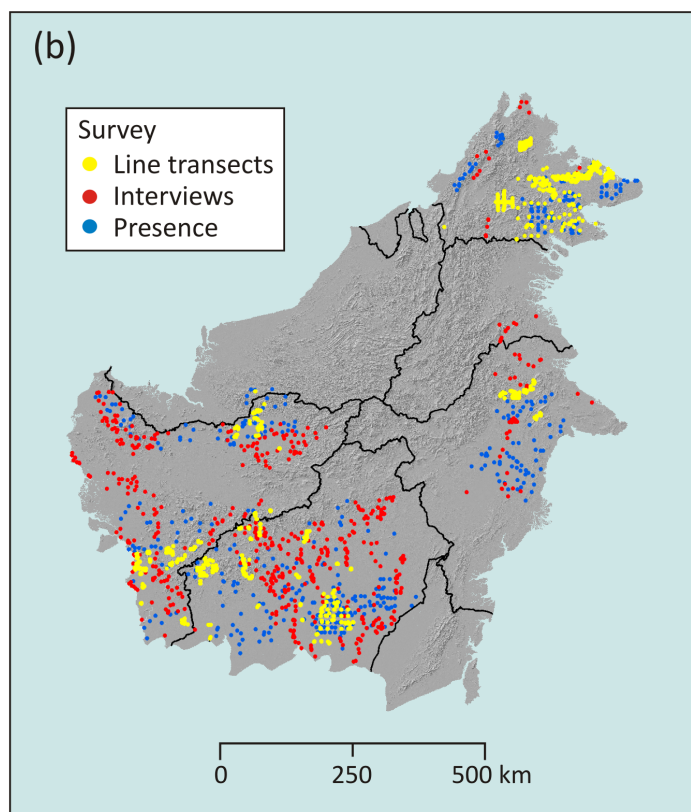 (b)
Survey
Line transects
Interviews
Presence
0 250 500 km